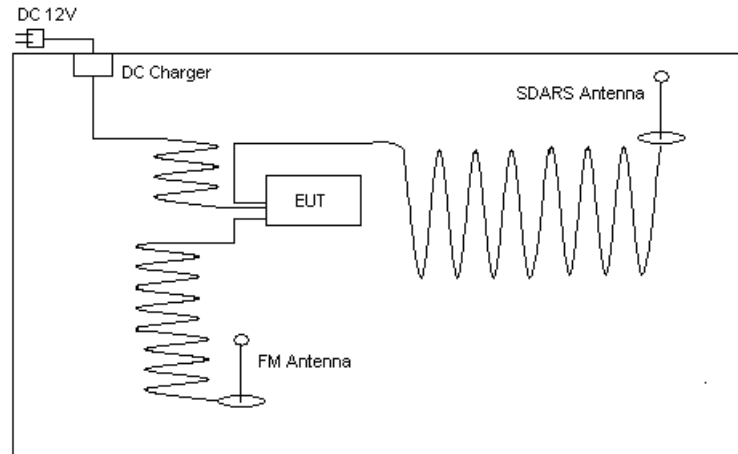 DC 12V
DC Charger
SDARS Antenna
EUT
FM Antenna